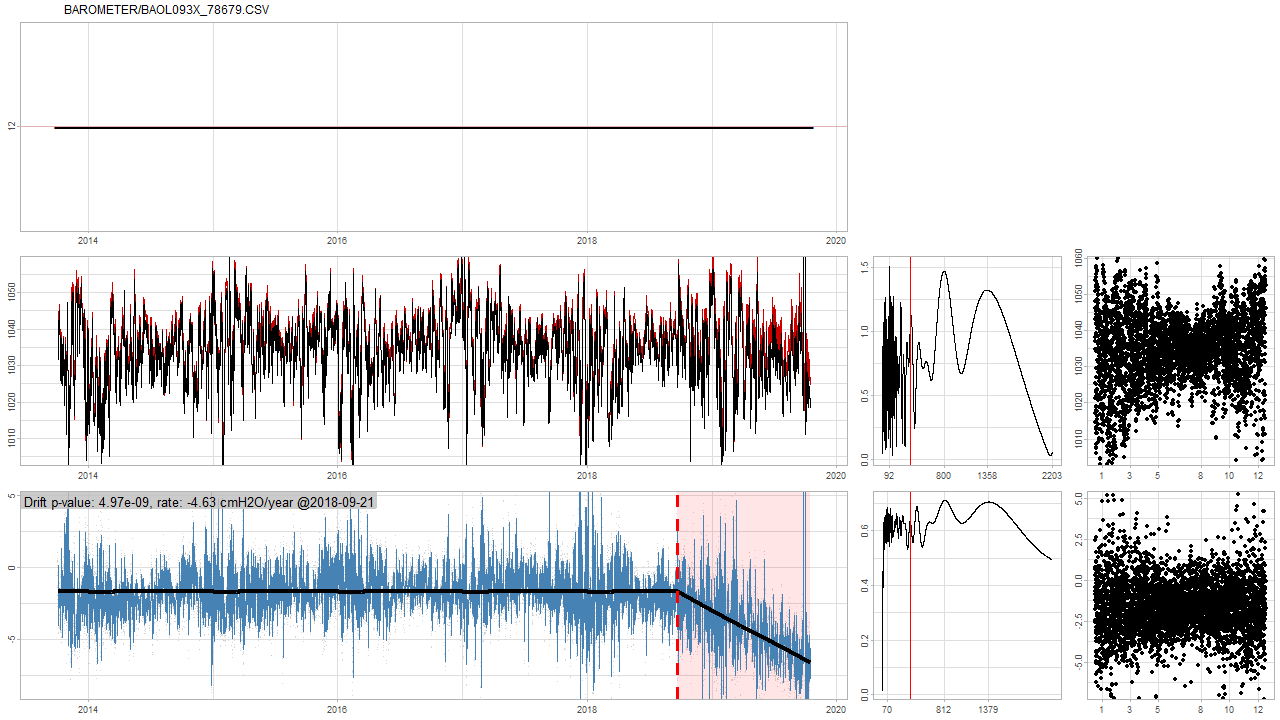 BAROMETER/BAOL093X_78679.CSV
12
2014 2016 2018 2020
1010 1020 1030 1040 1050
2014 2016 2018 2020
0.0 0.5 1.0 1.5
92 800 1358 2203
1010 1020 1030 1040 1050 1060
1 3 5 8 10 12
Drift p-value: 4.97e-09, rate: -4.63 cmH2O/year @2018-09-21
-5 0 5
2014 2016 2018 2020
0.0 0.2 0.4 0.6
70 812 1379
-5.0 -2.5 0.0 2.5 5.0
1 3 5 8 10 12